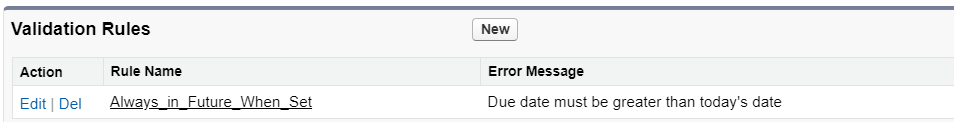 Validation Rules New
Action Rule Name Error Message
Edit | Del Always_in_Future_When_Set Due date must be greater than today's date